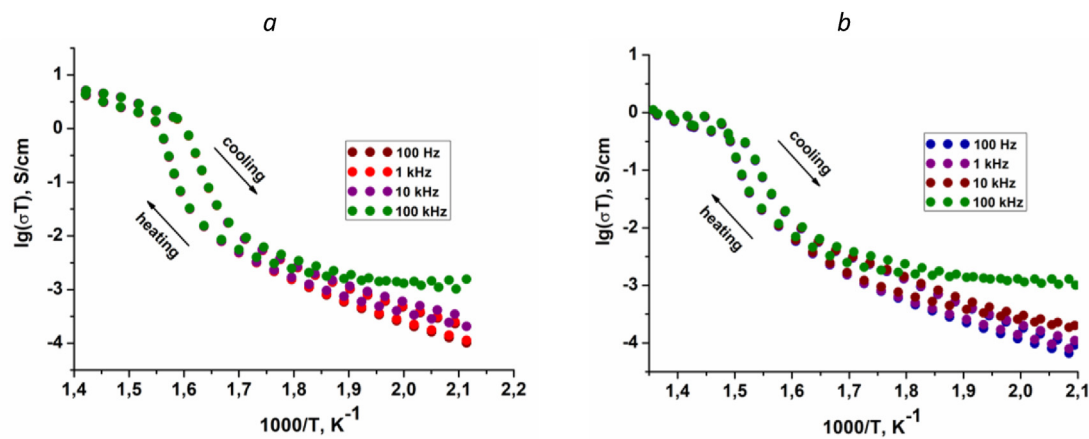 a
b
1
0
-1
-2
-3
-4
lg(σT), S/cm
1,4 1,5 1,6 1,7 1,8 1,9 2,0 2,1 2,2
1000/T, K⁻¹
cooling
heating
100 Hz
1 kHz
10 kHz
100 kHz
1
0
-1
-2
-3
-4
lg(σT), S/cm
1,4 1,5 1,6 1,7 1,8 1,9 2,0 2,1
1000/T, K⁻¹
cooling
heating
100 Hz
1 kHz
10 kHz
100 kHz